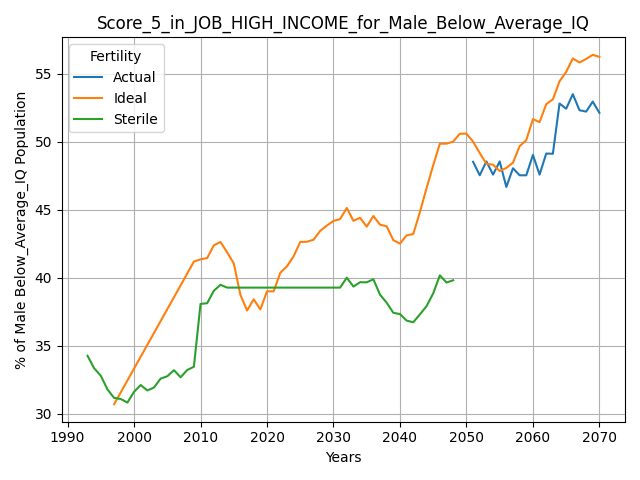 Score_5_in_JOB_HIGH_INCOME_for_Male_Below_Average_IQ
% of Male Below_Average_IQ Population
55
50
45
40
35
30
Fertility
Actual
Ideal
Sterile
1990 2000 2010 2020 2030 2040 2050 2060 2070
Years